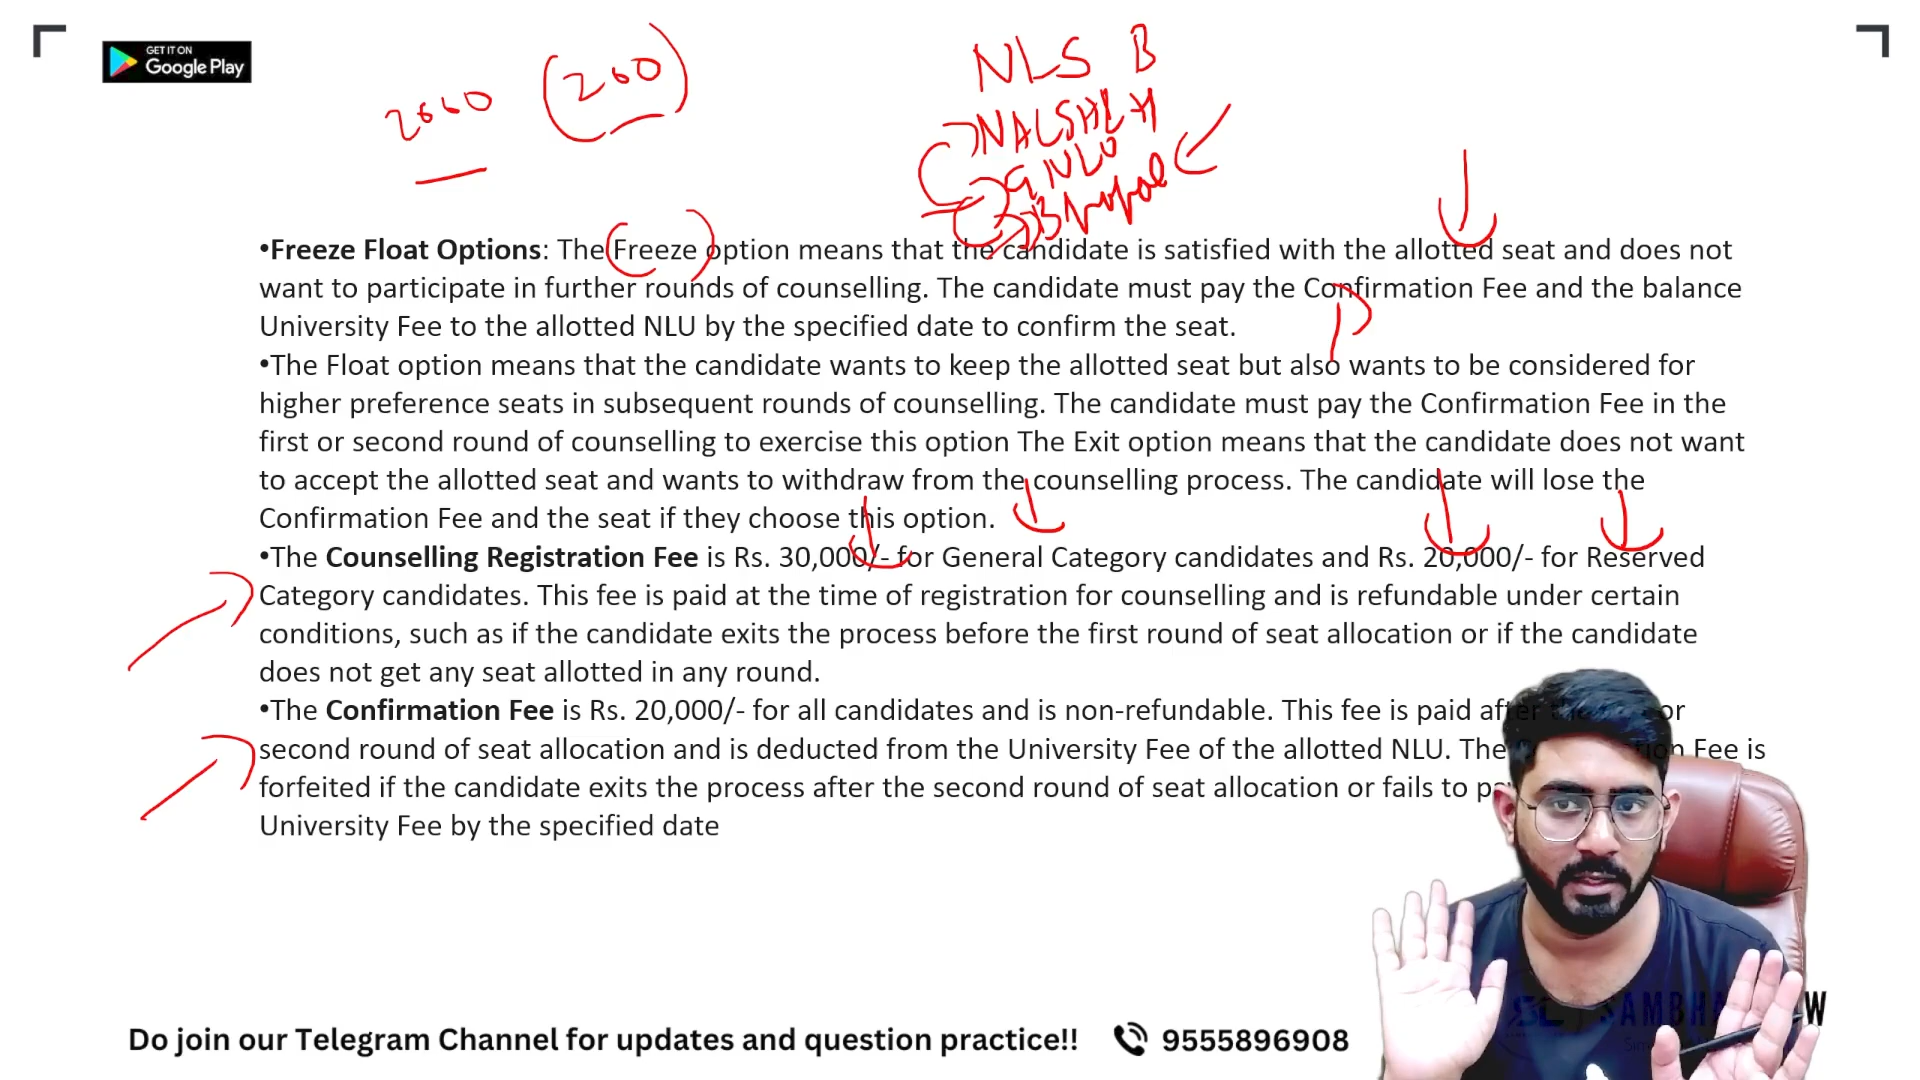 GET IT ON
Google Play
2000
200
NLS B
NALSAR H
GNLU
Bhopal
•Freeze Float Options: The Freeze option means that the candidate is satisfied with the allotted seat and does not
want to participate in further rounds of counselling. The candidate must pay the Confirmation Fee and the balance
University Fee to the allotted NLU by the specified date to confirm the seat.
•The Float option means that the candidate wants to keep the allotted seat but also wants to be considered for
higher preference seats in subsequent rounds of counselling. The candidate must pay the Confirmation Fee in the
first or second round of counselling to exercise this option The Exit option means that the candidate does not want
to accept the allotted seat and wants to withdraw from the counselling process. The candidate will lose the
Confirmation Fee and the seat if they choose this option.
•The Counselling Registration Fee is Rs. 30,000/- for General Category candidates and Rs. 20,000/- for Reserved
Category candidates. This fee is paid at the time of registration for counselling and is refundable under certain
conditions, such as if the candidate exits the process before the first round of seat allocation or if the candidate
does not get any seat allotted in any round.
•The Confirmation Fee is Rs. 20,000/- for all candidates and is non-refundable. This fee is paid after or
second round of seat allocation and is deducted from the University Fee of the allotted NLU. The Fee is
forfeited if the candidate exits the process after the second round of seat allocation or fails to
University Fee by the specified date
Do join our Telegram Channel for updates and question practice!! 9555896908